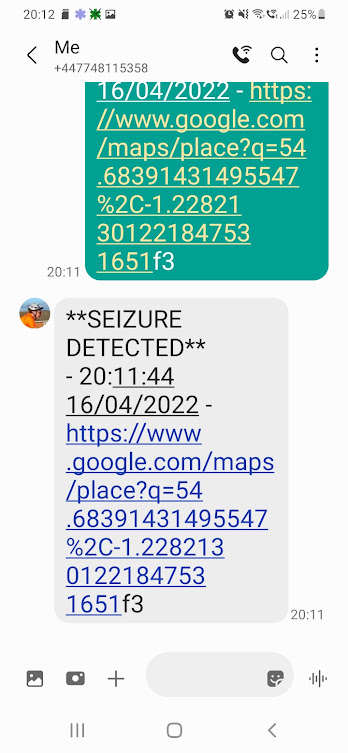 20:12 25%
Me
+447748115358
16/04/2022 - https:
//www.google.com
/maps/place?q=54
.68391431495547
%2C-1.22821
30122184753
1651f3
20:11
**SEIZURE
DETECTED**
- 20:11:44
16/04/2022 -
https://www
.google.com/maps
/place?q=54
.68391431495547
%2C-1.228213
0122184753
1651f3
20:11